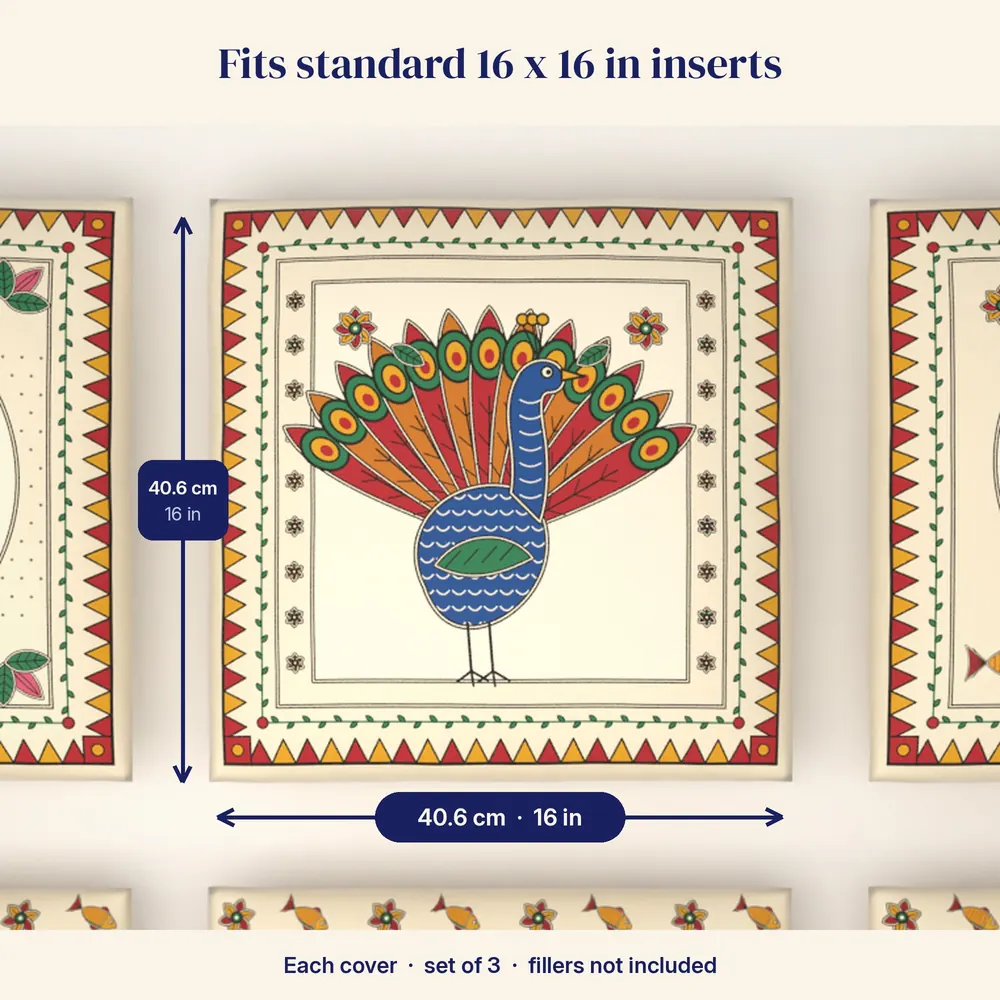 Fits standard 16 x 16 in inserts
40.6 cm
16 in
40.6 cm · 16 in
Each cover · set of 3 · fillers not included